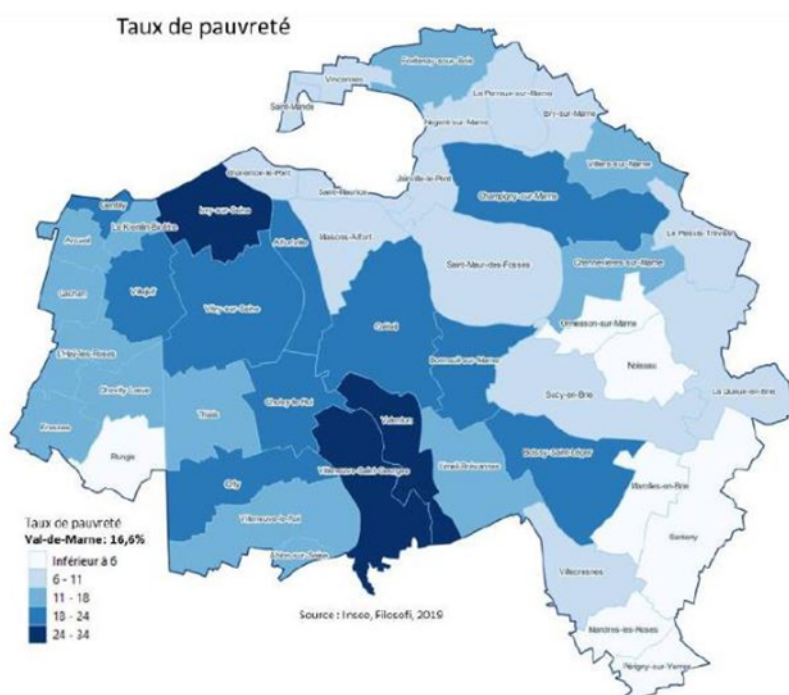 Taux de pauvreté
Fontenay-sous-Bois
Vincennes
Saint-Mandé
Le Perreux-sur-Marne
Bry-sur-Marne
Nogent-sur-Marne
Villiers-sur-Marne
Charenton-le-Pont
Saint-Maurice
Joinville-le-Pont
Champigny-sur-Marne
Gentilly
Ivry-sur-Seine
Le Kremlin-Bicêtre
Arcueil
Alfortville
Maisons-Alfort
Le Plessis-Trévise
Saint-Maur-des-Fossés
Chennevières-sur-Marne
Cachan
Villejuif
Vitry-sur-Seine
Créteil
Ormesson-sur-Marne
L'Haÿ-les-Roses
Bonneuil-sur-Marne
Noiseau
Chevilly-Larue
Sucy-en-Brie
La Queue-en-Brie
Thiais
Choisy-le-Roi
Valenton
Fresnes
Rungis
Villeneuve-Saint-Georges
Limeil-Brévannes
Boissy-Saint-Léger
Orly
Marolles-en-Brie
Villeneuve-le-Roi
Santeny
Ablon-sur-Seine
Villecresnes
Mandres-les-Roses
Périgny-sur-Yerres
Taux de pauvreté
Val-de-Marne: 16,6%
Inférieur à 6
6 - 11
11 - 18
18 - 24
24 - 34
Source : Insee, Filosofi, 2019